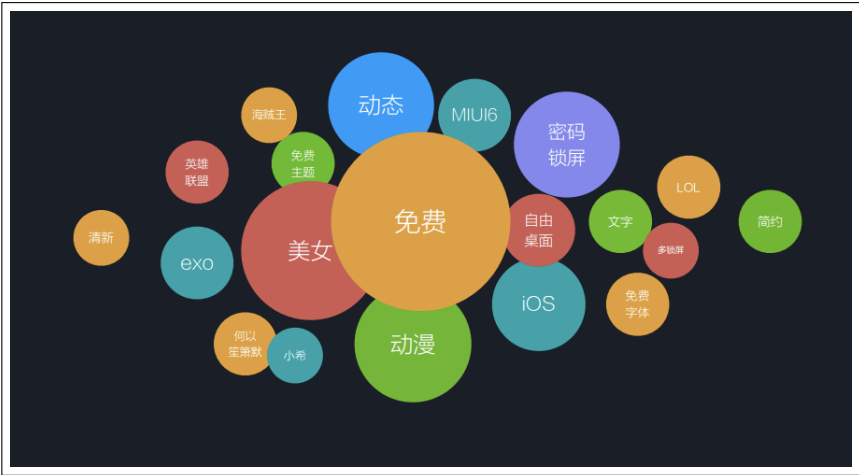 动态
MIUI6
海贼王
密码
锁屏
免费
主题
英雄
联盟
LOL
免费
自由
桌面
文字
简约
清新
美女
多锁屏
exo
iOS
免费
字体
何以
笙箫默
小希
动漫